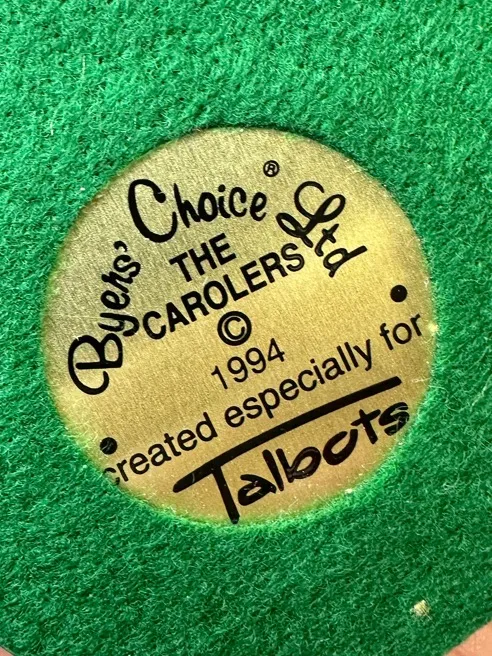 Byers' Choice® Ltd
THE
CAROLERS
©
1994
created especially for
Talbots